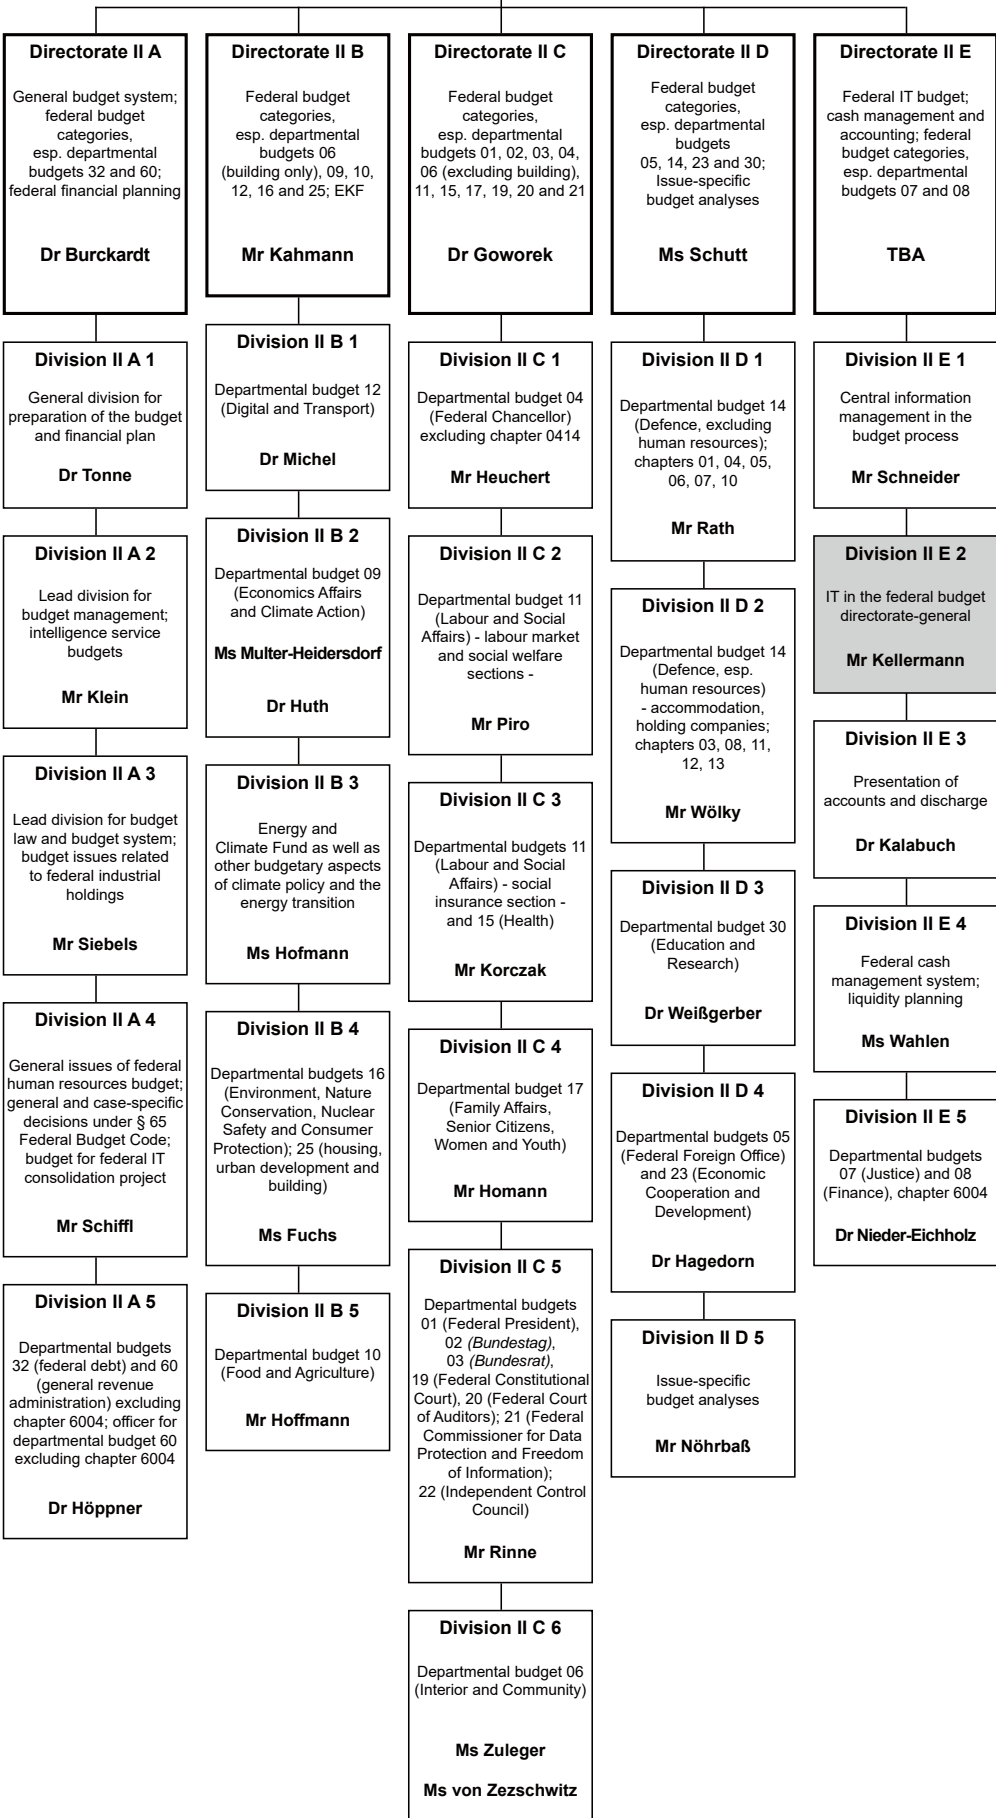 Directorate II A
General budget system;
federal budget
categories,
esp. departmental
budgets 32 and 60;
federal financial planning
Dr Burckardt
Division II A 1
General division for
preparation of the budget
and financial plan
Dr Tonne
Division II A 2
Lead division for
budget management;
intelligence service
budgets
Mr Klein
Division II A 3
Lead division for budget
law and budget system;
budget issues related
to federal industrial
holdings
Mr Siebels
Division II A 4
General issues of federal
human resources budget;
general and case-specific
decisions under § 65
Federal Budget Code;
budget for federal IT
consolidation project
Mr Schiffl
Division II A 5
Departmental budgets
32 (federal debt) and 60
(general revenue
administration) excluding
chapter 6004; officer for
departmental budget 60
excluding chapter 6004
Dr Höppner
Directorate II B
Federal budget
categories,
esp. departmental
budgets 06
(building only), 09, 10,
12, 16 and 25; EKF
Mr Kahmann
Division II B 1
Departmental budget 12
(Digital and Transport)
Dr Michel
Division II B 2
Departmental budget 09
(Economics Affairs
and Climate Action)
Ms Multer-Heidersdorf
Dr Huth
Division II B 3
Energy and
Climate Fund as well as
other budgetary aspects
of climate policy and the
energy transition
Ms Hofmann
Division II B 4
Departmental budgets 16
(Environment, Nature
Conservation, Nuclear
Safety and Consumer
Protection); 25 (housing,
urban development and
building)
Ms Fuchs
Division II B 5
Departmental budget 10
(Food and Agriculture)
Mr Hoffmann
Directorate II C
Federal budget
categories,
esp. departmental
budgets 01, 02, 03, 04,
06 (excluding building),
11, 15, 17, 19, 20 and 21
Dr Goworek
Division II C 1
Departmental budget 04
(Federal Chancellor)
excluding chapter 0414
Mr Heuchert
Division II C 2
Departmental budget 11
(Labour and Social
Affairs) - labour market
and social welfare
sections -
Mr Piro
Division II C 3
Departmental budgets 11
(Labour and Social
Affairs) - social
insurance section -
and 15 (Health)
Mr Korczak
Division II C 4
Departmental budget 17
(Family Affairs,
Senior Citizens,
Women and Youth)
Mr Homann
Division II C 5
Departmental budgets
01 (Federal President),
02 (Bundestag),
03 (Bundesrat),
19 (Federal Constitutional
Court), 20 (Federal Court
of Auditors); 21 (Federal
Commissioner for Data
Protection and Freedom
of Information);
22 (Independent Control
Council)
Mr Rinne
Division II C 6
Departmental budget 06
(Interior and Community)
Ms Zuleger
Ms von Zezschwitz
Directorate II D
Federal budget
categories,
esp. departmental
budgets
05, 14, 23 and 30;
Issue-specific
budget analyses
Ms Schutt
Division II D 1
Departmental budget 14
(Defence, excluding
human resources);
chapters 01, 04, 05,
06, 07, 10
Mr Rath
Division II D 2
Departmental budget 14
(Defence, esp.
human resources)
- accommodation,
holding companies;
chapters 03, 08, 11,
12, 13
Mr Wölky
Division II D 3
Departmental budget 30
(Education and
Research)
Dr Weißgerber
Division II D 4
Departmental budgets 05
(Federal Foreign Office)
and 23 (Economic
Cooperation and
Development)
Dr Hagedorn
Division II D 5
Issue-specific
budget analyses
Mr Nöhrbaß
Directorate II E
Federal IT budget;
cash management and
accounting; federal
budget categories,
esp. departmental
budgets 07 and 08
TBA
Division II E 1
Central information
management in the
budget process
Mr Schneider
Division II E 2
IT in the federal budget
directorate-general
Mr Kellermann
Division II E 3
Presentation of
accounts and discharge
Dr Kalabuch
Division II E 4
Federal cash
management system;
liquidity planning
Ms Wahlen
Division II E 5
Departmental budgets
07 (Justice) and 08
(Finance), chapter 6004
Dr Nieder-Eichholz